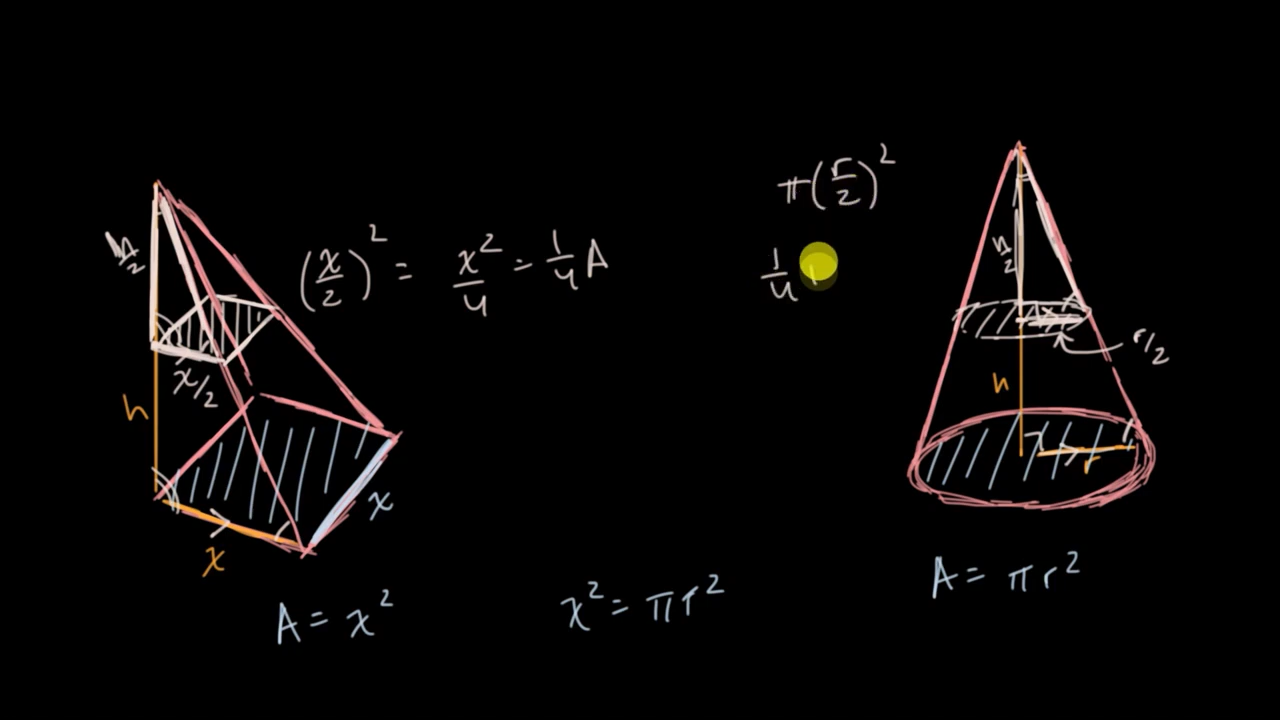 π(r/2)²
(x/2)² = x²/4 = 1/4 A
1/4
h/2
h/2
x/2
r/2
h
h
r
x
x
A = πr²
A = x²
x² = πr²